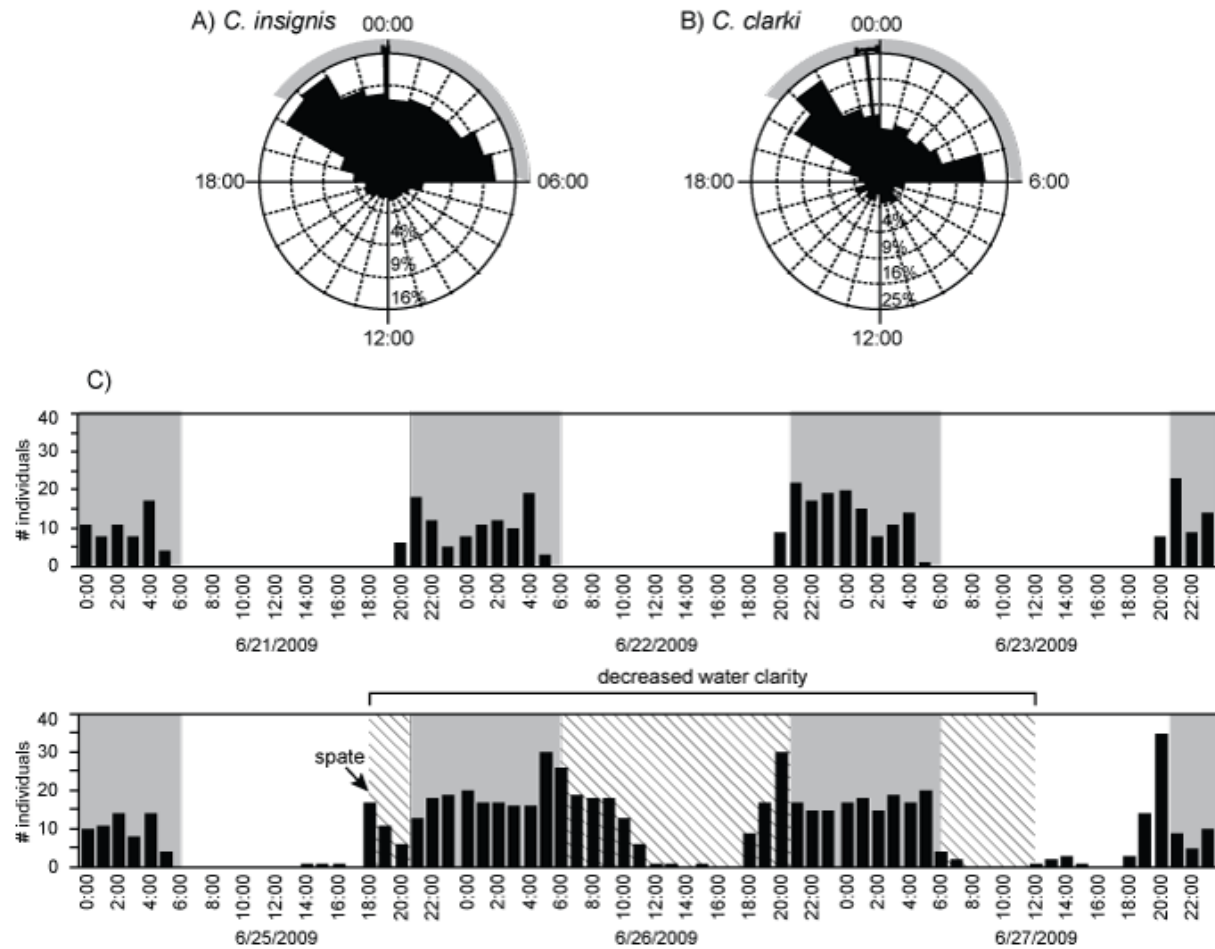 A) C. insignis
00:00
B) C. clarki
00:00
18:00
06:00
18:00
6:00
4%
9%
16%
4%
9%
16%
25%
12:00
12:00
C)
# individuals
40
30
20
10
0
0:00 2:00 4:00 6:00 8:00 10:00 12:00 14:00 16:00 18:00 20:00 22:00 0:00 2:00 4:00 6:00 8:00 10:00 12:00 14:00 16:00 18:00 20:00 22:00 0:00 2:00 4:00 6:00 8:00 10:00 12:00 14:00 16:00 18:00 20:00 22:00
6/21/2009 6/22/2009 6/23/2009
decreased water clarity
spate
# individuals
40
30
20
10
0
0:00 2:00 4:00 6:00 8:00 10:00 12:00 14:00 16:00 18:00 20:00 22:00 0:00 2:00 4:00 6:00 8:00 10:00 12:00 14:00 16:00 18:00 20:00 22:00 0:00 2:00 4:00 6:00 8:00 10:00 12:00 14:00 16:00 18:00 20:00 22:00
6/25/2009 6/26/2009 6/27/2009